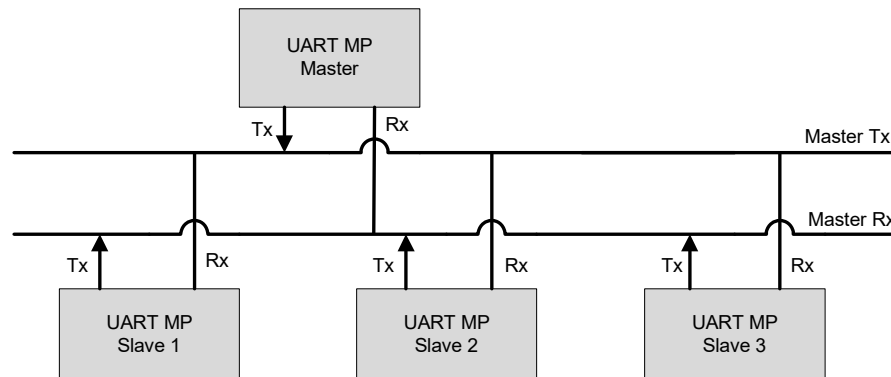 UART MP
Master
Tx
Rx
Master Tx
Master Rx
Tx
Rx
Tx
Rx
Tx
Rx
UART MP
Slave 1
UART MP
Slave 2
UART MP
Slave 3